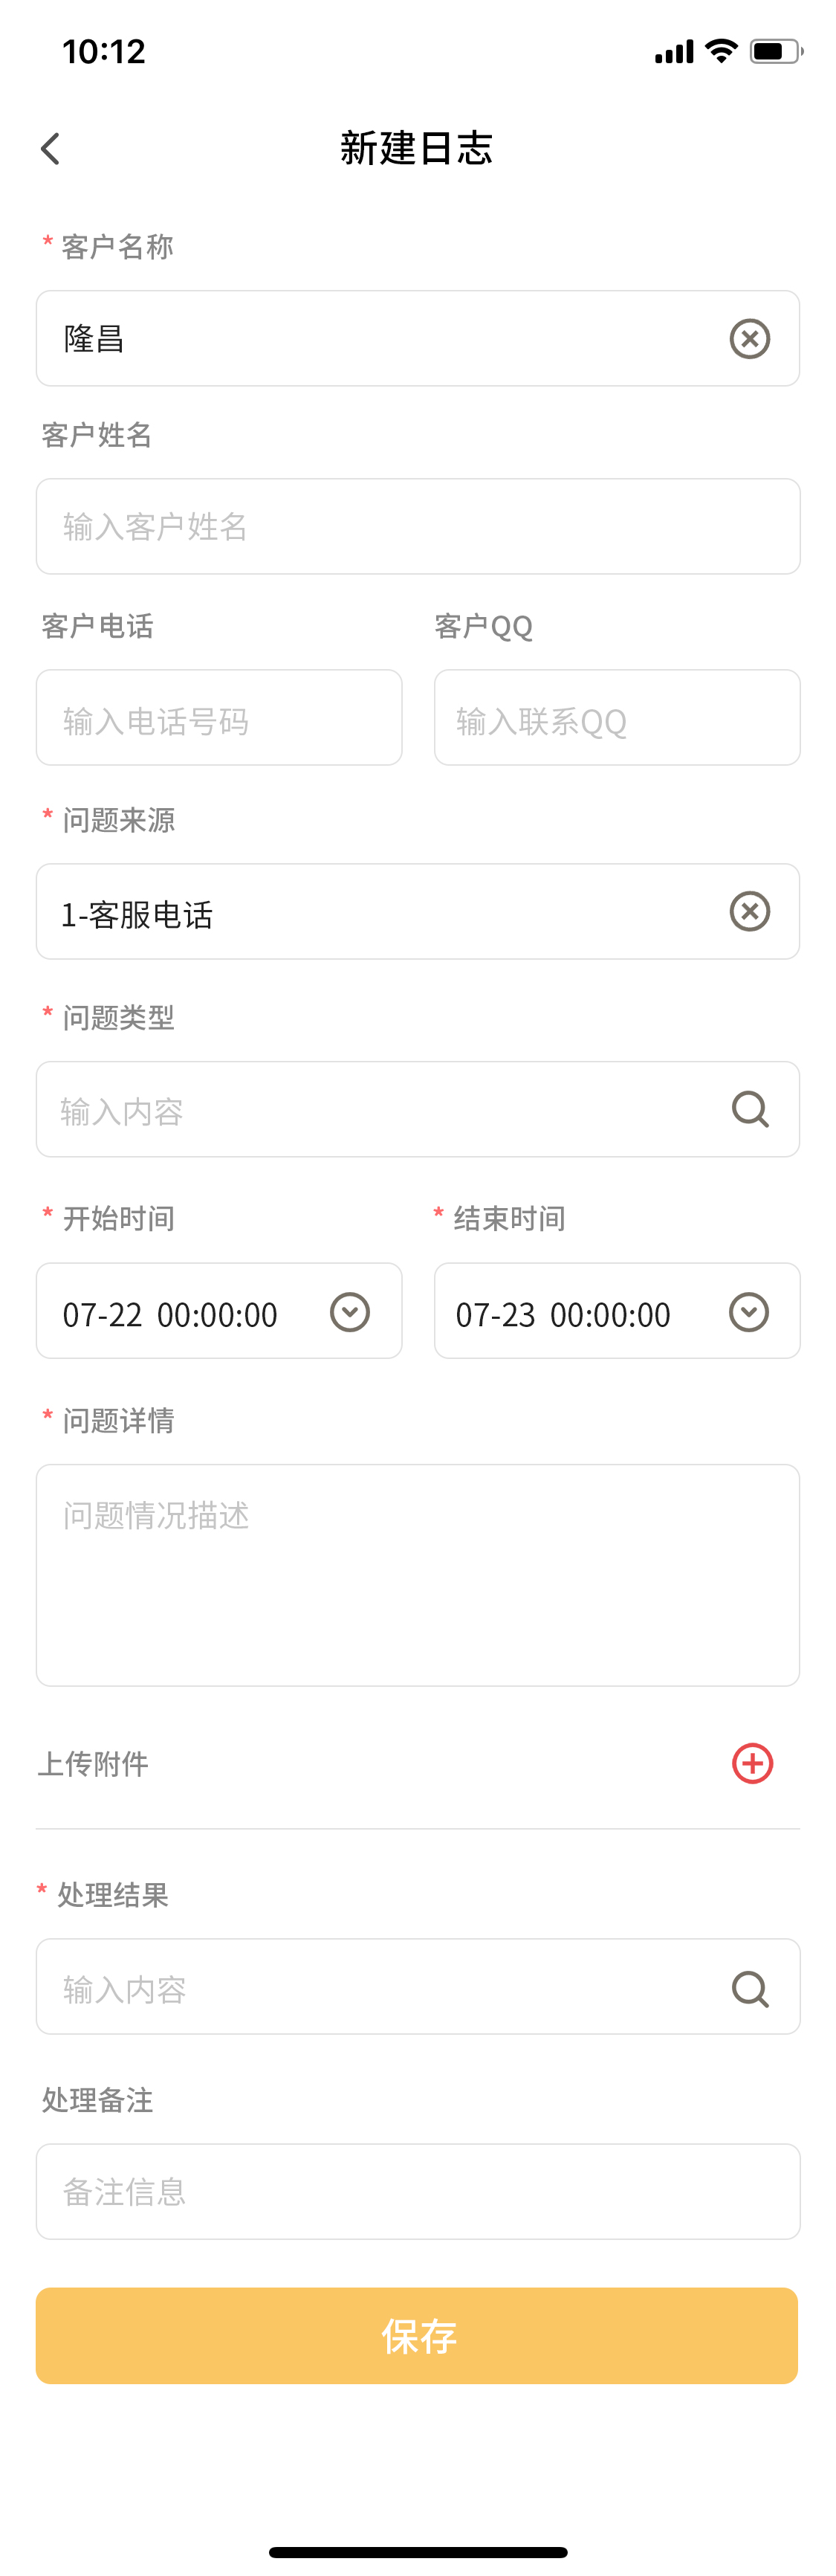 10:12
新建日志
* 客户名称
隆昌
客户姓名
输入客户姓名
客户电话 客户QQ
输入电话号码 输入联系QQ
* 问题来源
1-客服电话
* 问题类型
输入内容
* 开始时间 * 结束时间
07-22 00:00:00 07-23 00:00:00
* 问题详情
问题情况描述
上传附件
* 处理结果
输入内容
处理备注
备注信息
保存